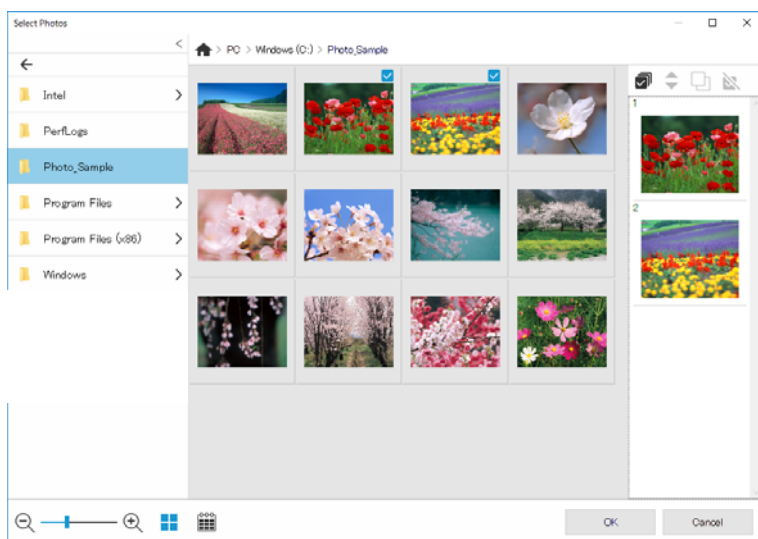 Select Photos
<
> PC > Windows (C:) > Photo_Sample
Intel >
PerfLogs
Photo_Sample
Program Files >
Program Files (x86) >
Windows >
1
2
OK
Cancel